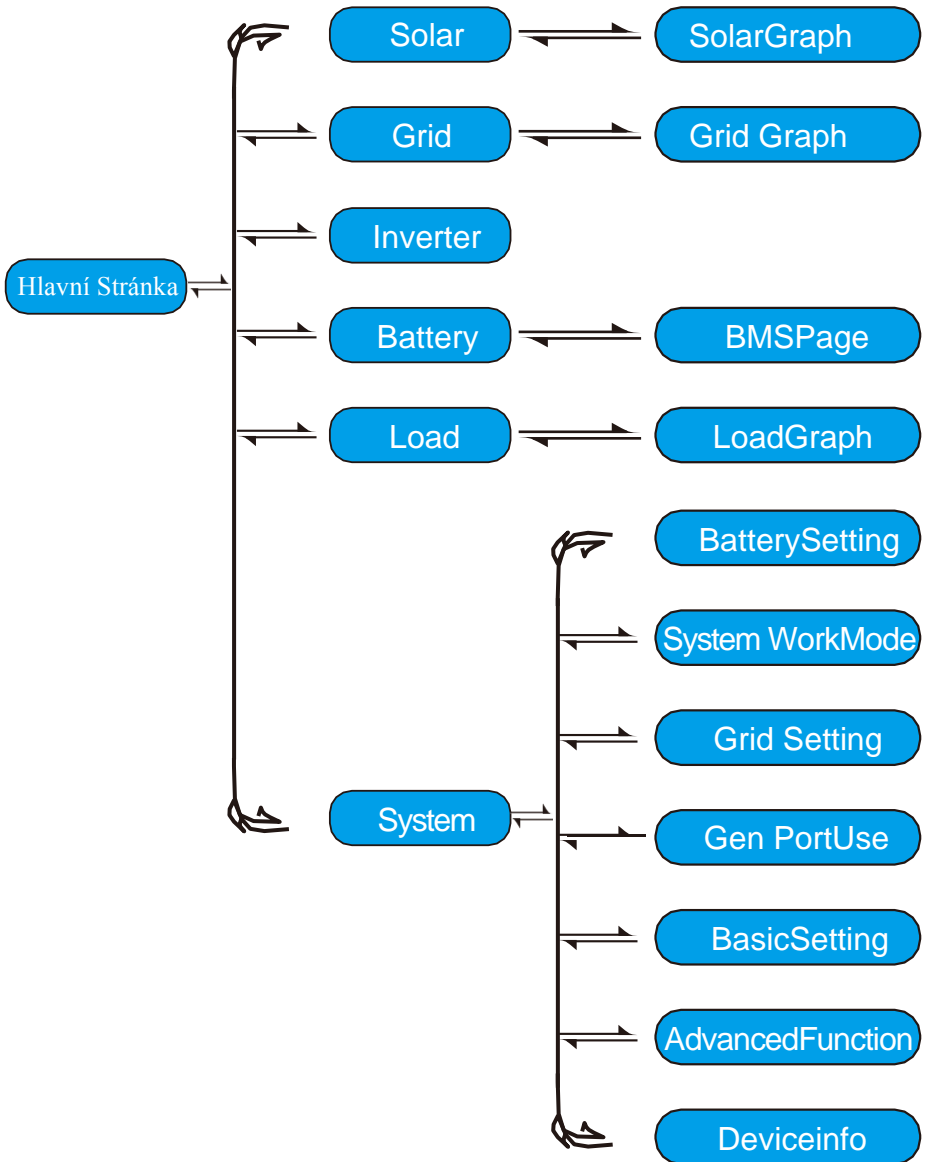 Solar
SolarGraph
Grid
Grid Graph
Inverter
Hlavní Stránka
Battery
BMSPage
Load
LoadGraph
BatterySetting
System WorkMode
Grid Setting
System
Gen PortUse
BasicSetting
AdvancedFunction
Deviceinfo